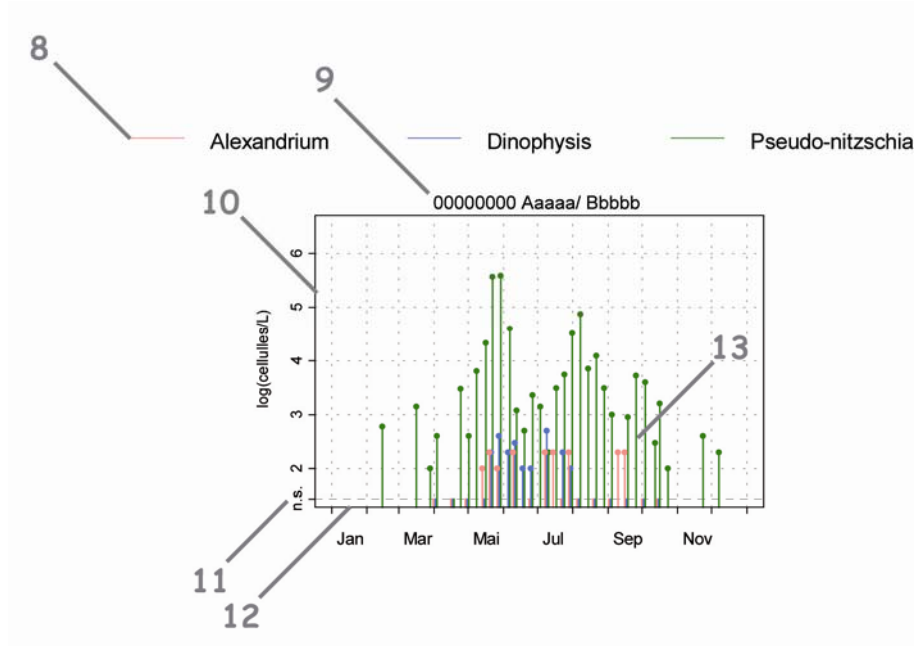 8
9
Alexandrium Dinophysis Pseudo-nitzschia
10
00000000 Aaaaa/ Bbbbb
6
5
4
3
2
n.s.
log(cellulles/L)
13
Jan Mar Mai Jul Sep Nov
11
12